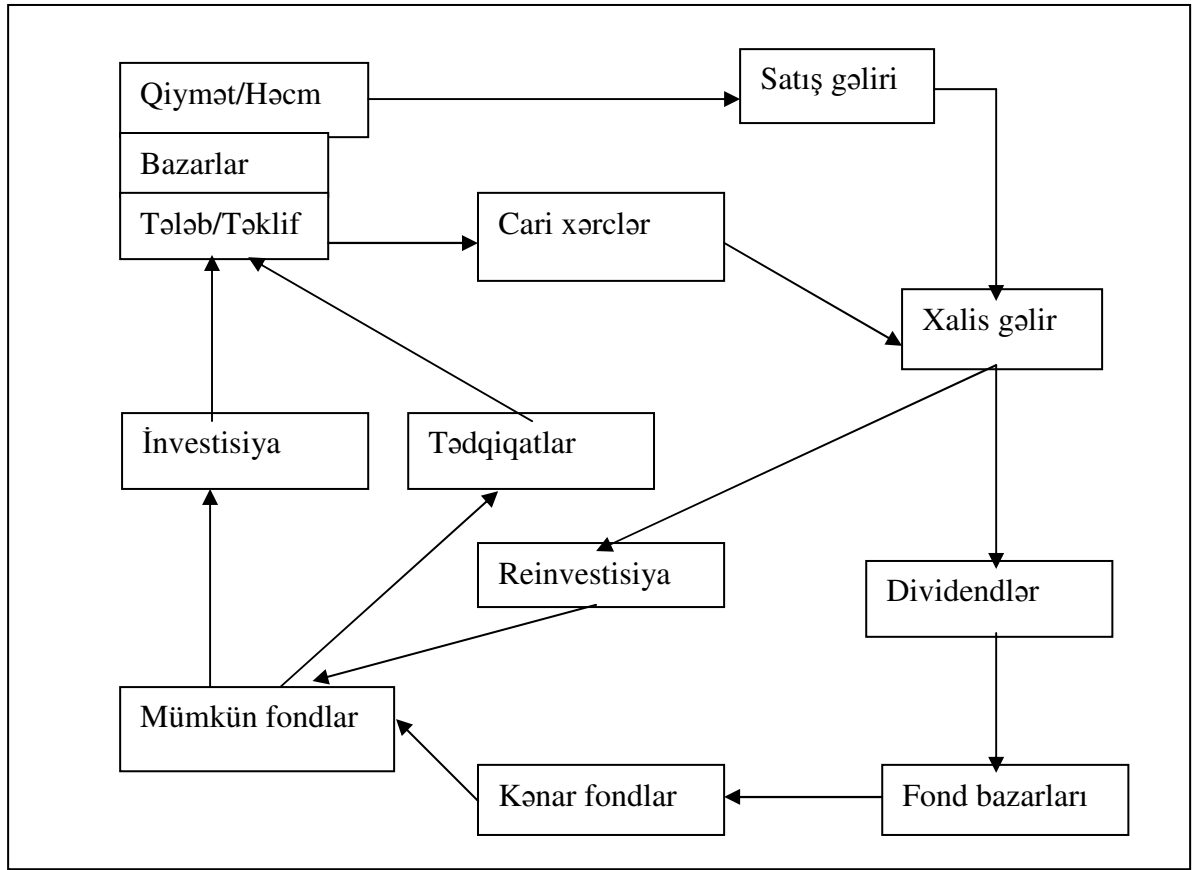 Qiymət/Həcm
Satış gəliri
Bazarlar
Tələb/Təklif
Cari xərclər
Xalis gəlir
İnvestisiya
Tədqiqatlar
Reinvestisiya
Dividendlər
Mümkün fondlar
Kənar fondlar
Fond bazarları